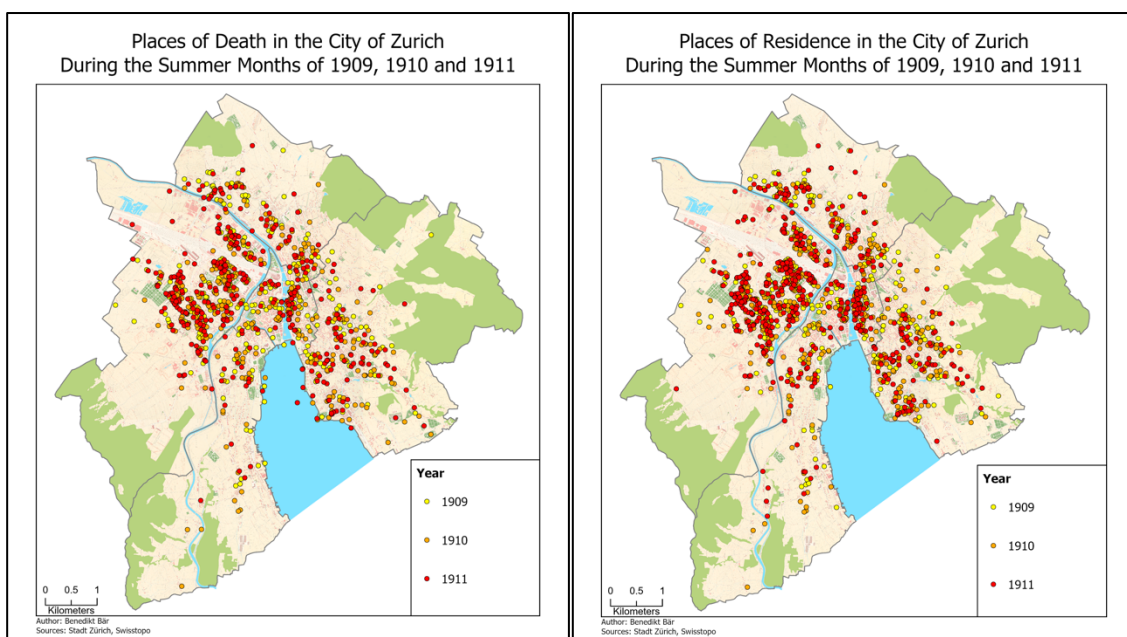 Places of Death in the City of Zurich
During the Summer Months of 1909, 1910 and 1911
Year
1909
1910
1911
0 0.5 1
Kilometers
Author: Benedikt Bär
Sources: Stadt Zürich, Swisstopo
Places of Residence in the City of Zurich
During the Summer Months of 1909, 1910 and 1911
Year
1909
1910
1911
0 0.5 1
Kilometers
Author: Benedikt Bär
Sources: Stadt Zürich, Swisstopo